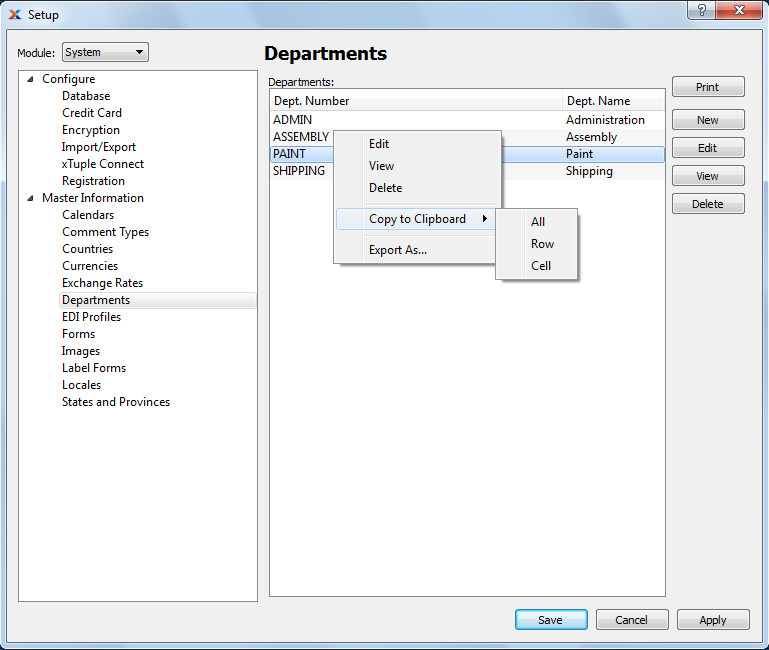 Setup
?
Module: System
Departments
Configure
Database
Credit Card
Encryption
Import/Export
xTuple Connect
Registration
Master Information
Calendars
Comment Types
Countries
Currencies
Exchange Rates
Departments
EDI Profiles
Forms
Images
Label Forms
Locales
States and Provinces
Departments:
Dept. Number Dept. Name
ADMIN Administration
ASSEMBLY Assembly
PAINT Paint
SHIPPING Shipping
Edit
View
Delete
Copy to Clipboard
Export As...
All
Row
Cell
Print
New
Edit
View
Delete
Save Cancel Apply